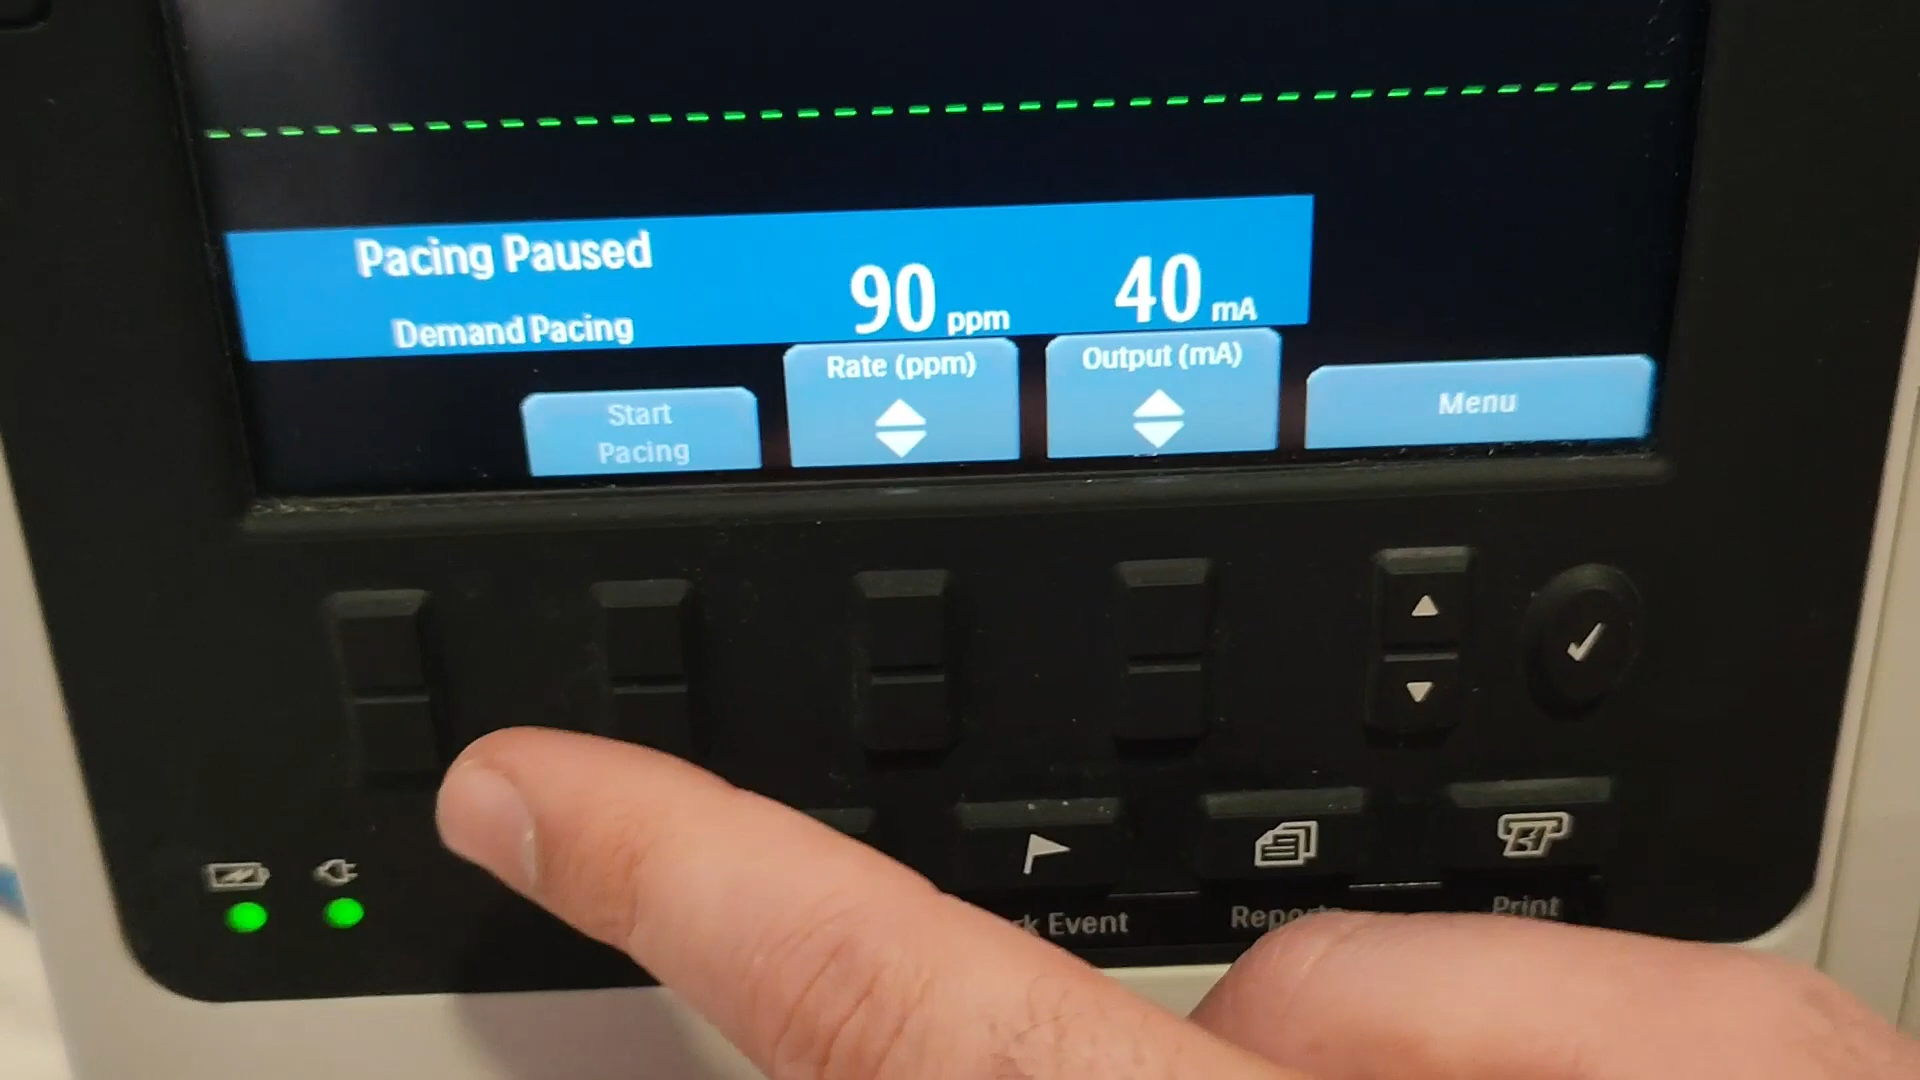 Pacing Paused
90 ppm
40 mA
Demand Pacing
Start
Pacing
Rate (ppm)
Output (mA)
Menu
Event
Reports
Print